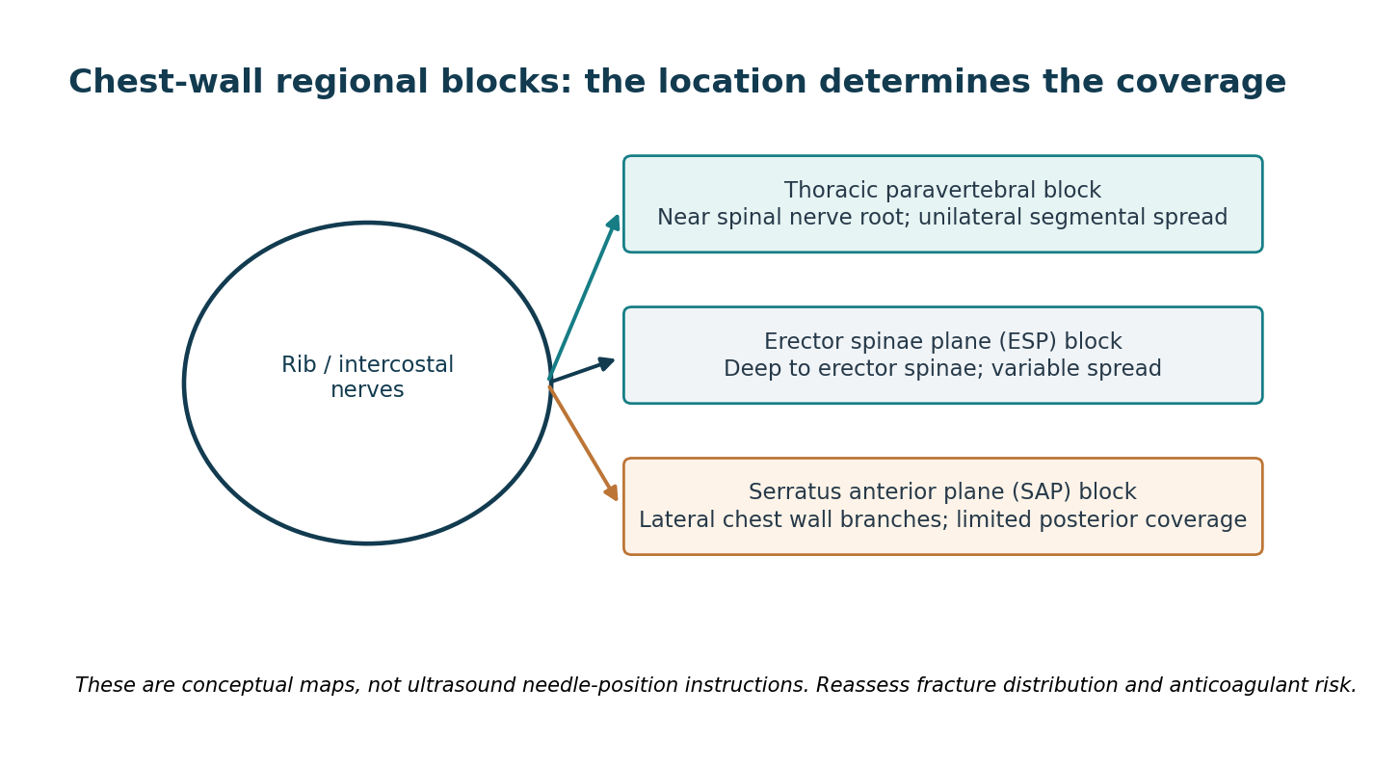 Chest-wall regional blocks: the location determines the coverage
Rib / intercostal
nerves
Thoracic paravertebral block
Near spinal nerve root; unilateral segmental spread
Erector spinae plane (ESP) block
Deep to erector spinae; variable spread
Serratus anterior plane (SAP) block
Lateral chest wall branches; limited posterior coverage
These are conceptual maps, not ultrasound needle-position instructions. Reassess fracture distribution and anticoagulant risk.